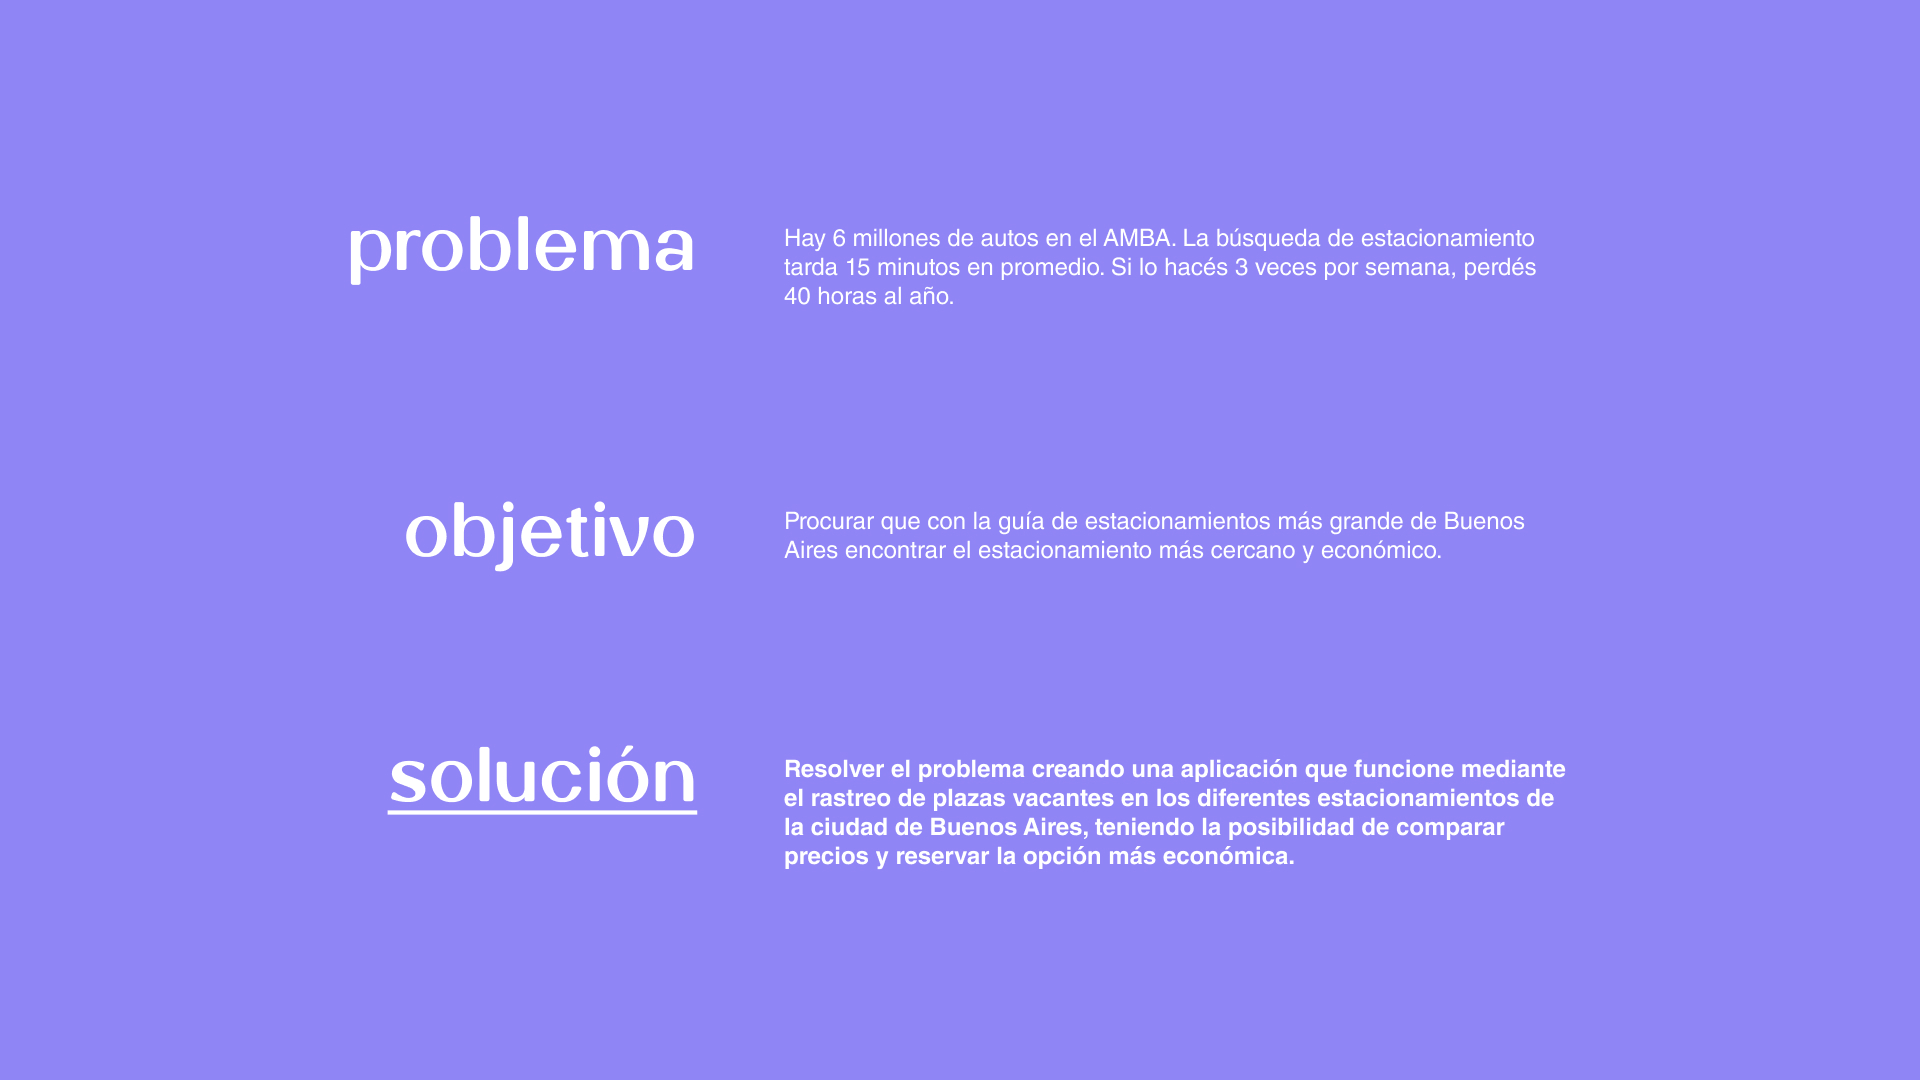 problema
Hay 6 millones de autos en el AMBA. La búsqueda de estacionamiento
tarda 15 minutos en promedio. Si lo hacés 3 veces por semana, perdés
40 horas al año.
objetivo
Procurar que con la guía de estacionamientos más grande de Buenos
Aires encontrar el estacionamiento más cercano y económico.
solución
Resolver el problema creando una aplicación que funcione mediante
el rastreo de plazas vacantes en los diferentes estacionamientos de
la ciudad de Buenos Aires, teniendo la posibilidad de comparar
precios y reservar la opción más económica.